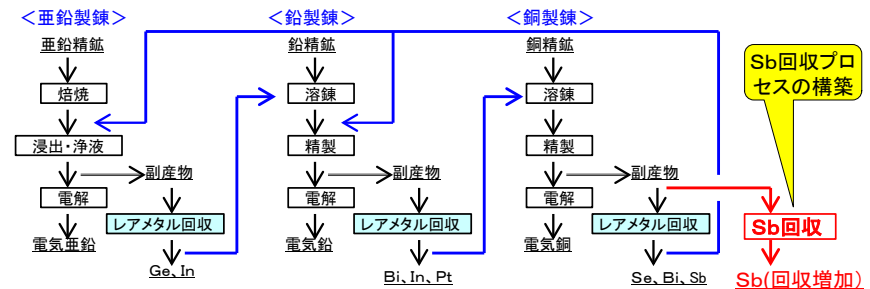 ＜亜鉛製錬＞
亜鉛精鉱
焙焼
浸出・浄液
副産物
電解
レアメタル回収
電気亜鉛
Ge、In
＜鉛製錬＞
鉛精鉱
溶錬
精製
副産物
電解
レアメタル回収
電気鉛
Bi、In、Pt
＜銅製錬＞
銅精鉱
溶錬
精製
副産物
電解
レアメタル回収
電気銅
Se、Bi、Sb
Sb回収プロ
セスの構築
Sb回収
Sb(回収増加)